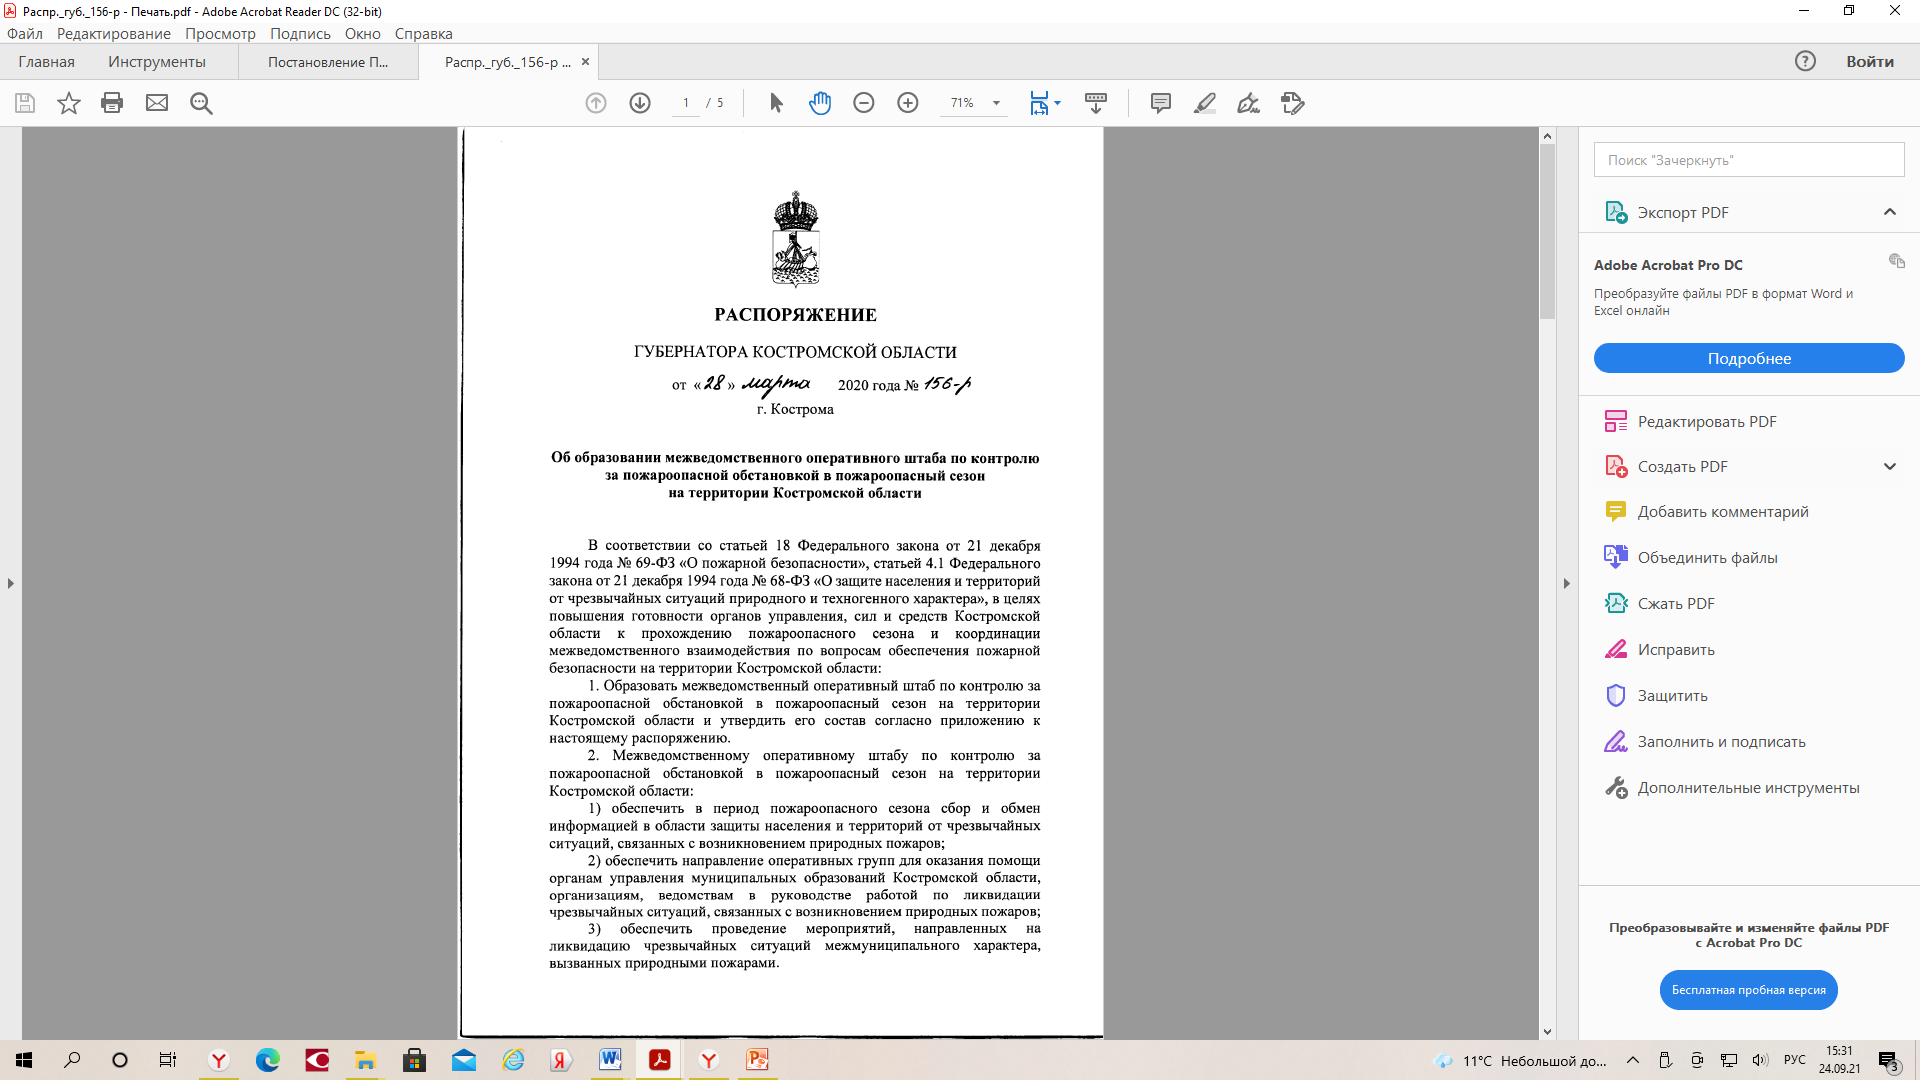 Распр._губ._156-р - Печать.pdf - Adobe Acrobat Reader DC (32-bit)
Файл Редактирование Просмотр Подпись Окно Справка
Главная Инструменты Постановление П... Распр._губ._156-р ... × ? Войти
1 / 5 71%
РАСПОРЯЖЕНИЕ
ГУБЕРНАТОРА КОСТРОМСКОЙ ОБЛАСТИ
от «28» марта 2020 года № 156-р
г. Кострома
Об образовании межведомственного оперативного штаба по контролю
за пожароопасной обстановкой в пожароопасный сезон
на территории Костромской области
В соответствии со статьей 18 Федерального закона от 21 декабря
1994 года № 69-ФЗ «О пожарной безопасности», статьей 4.1 Федерального
закона от 21 декабря 1994 года № 68-ФЗ «О защите населения и территорий
от чрезвычайных ситуаций природного и техногенного характера», в целях
повышения готовности органов управления, сил и средств Костромской
области к прохождению пожароопасного сезона и координации
межведомственного взаимодействия по вопросам обеспечения пожарной
безопасности на территории Костромской области:
1. Образовать межведомственный оперативный штаб по контролю за
пожароопасной обстановкой в пожароопасный сезон на территории
Костромской области и утвердить его состав согласно приложению к
настоящему распоряжению.
2. Межведомственному оперативному штабу по контролю за
пожароопасной обстановкой в пожароопасный сезон на территории
Костромской области:
1) обеспечить в период пожароопасного сезона сбор и обмен
информацией в области защиты населения и территорий от чрезвычайных
ситуаций, связанных с возникновением природных пожаров;
2) обеспечить направление оперативных групп для оказания помощи
органам управления муниципальных образований Костромской области,
организациям, ведомствам в руководстве работой по ликвидации
чрезвычайных ситуаций, связанных с возникновением природных пожаров;
3) обеспечить проведение мероприятий, направленных на
ликвидацию чрезвычайных ситуаций межмуниципального характера,
вызванных природными пожарами.
Поиск "Зачеркнуть"
Экспорт PDF
Adobe Acrobat Pro DC
Преобразуйте файлы PDF в формат Word и
Excel онлайн
Подробнее
Редактировать PDF
Создать PDF
Добавить комментарий
Объединить файлы
Сжать PDF
Исправить
Защитить
Заполнить и подписать
Дополнительные инструменты
Преобразовывайте и изменяйте файлы PDF
с Acrobat Pro DC
Бесплатная пробная версия
11°C Небольшой до... РУС 15:31
24.09.21 3